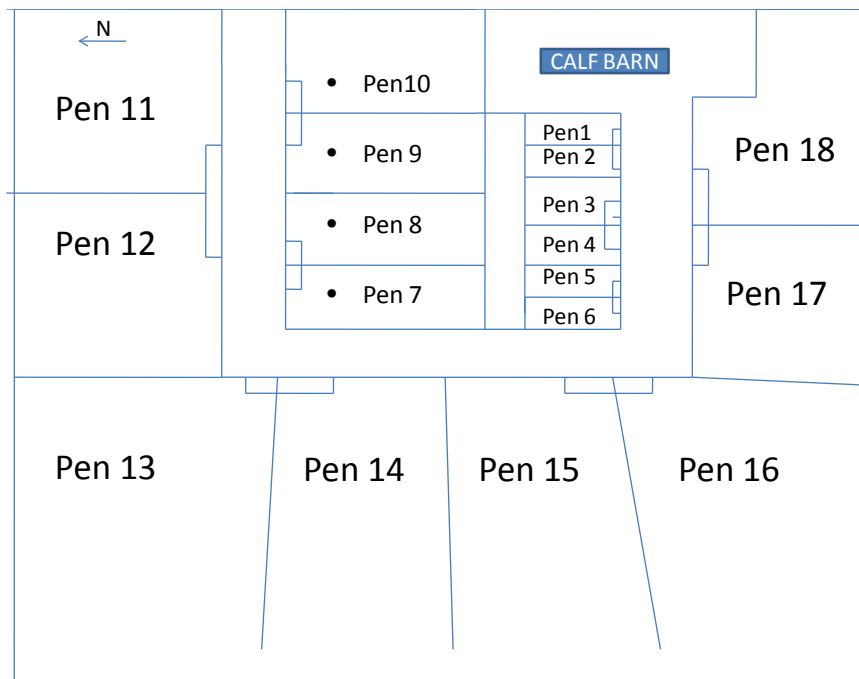 N
CALF BARN
Pen 11
• Pen10
Pen1
Pen 2
Pen 18
• Pen 9
Pen 3
• Pen 8
Pen 12
Pen 4
Pen 5
Pen 17
• Pen 7
Pen 6
Pen 13
Pen 14
Pen 15
Pen 16